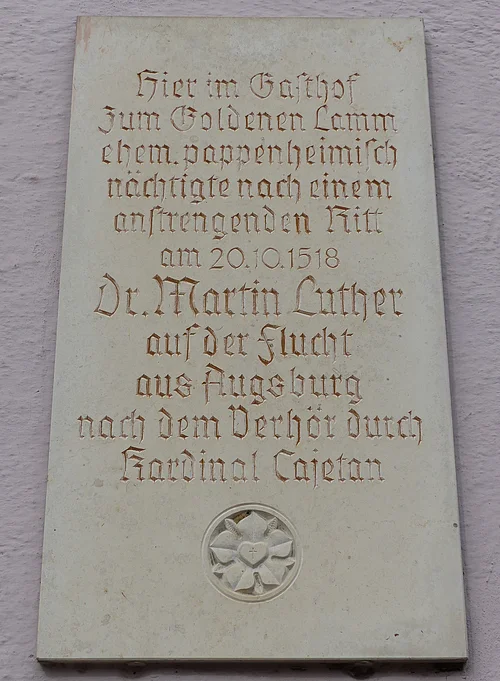 Hier im Gasthof
Zum Goldenen Lamm
ehem. pappenheimisch
nächtigte nach einem
anstrengenden Ritt
am 20.10.1518
Dr. Martin Luther
auf der Flucht
aus Augsburg
nach dem Verhör durch
Kardinal Cajetan